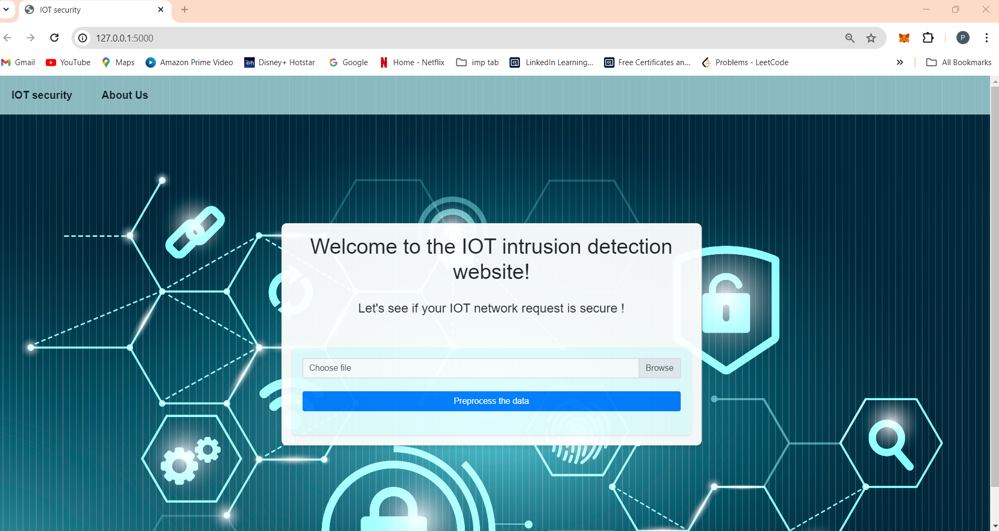 IOT security
127.0.0.1:5000
P
Gmail YouTube Maps Amazon Prime Video Disney+ Hotstar Google Home - Netflix imp tab LinkedIn Learning... Free Certificates an... Problems - LeetCode All Bookmarks
IOT security About Us
Welcome to the IOT intrusion detection
website!
Let's see if your IOT network request is secure !
Choose file Browse
Preprocess the data